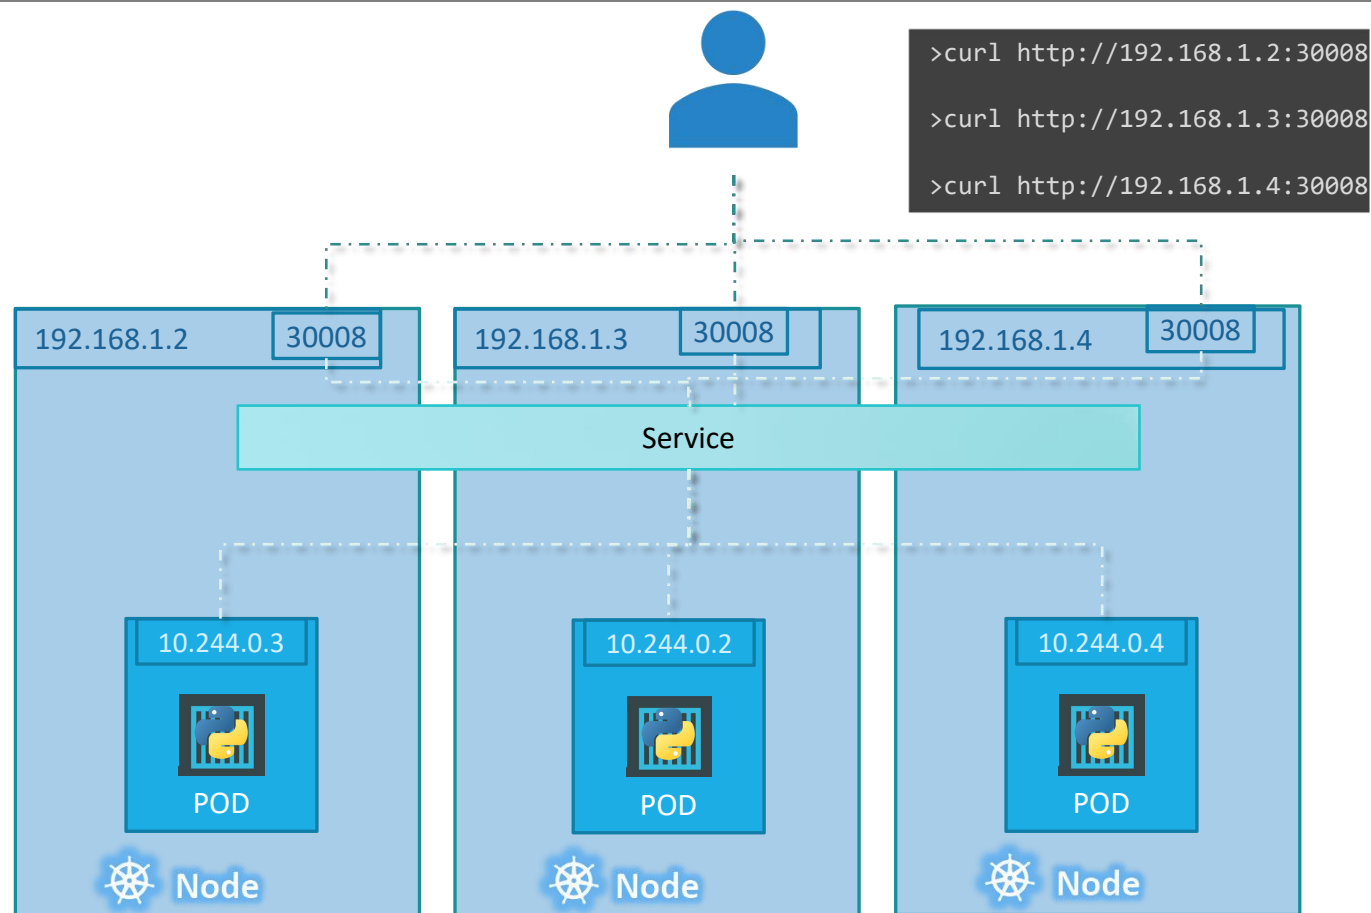 >curl http://192.168.1.2:30008
>curl http://192.168.1.3:30008
>curl http://192.168.1.4:30008
192.168.1.2
30008
192.168.1.3
30008
192.168.1.4
30008
Service
10.244.0.3
10.244.0.2
10.244.0.4
POD
POD
POD
Node
Node
Node